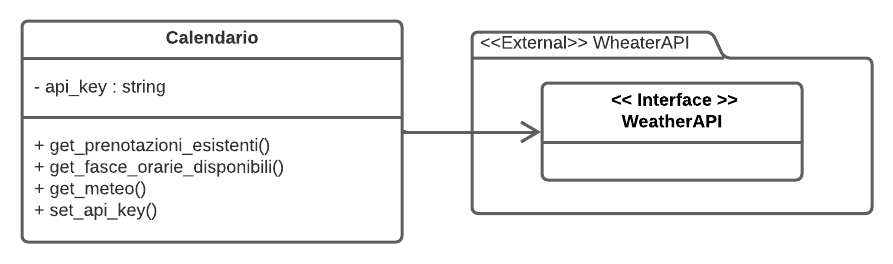 Calendario
- api_key : string
+ get_prenotazioni_esistenti()
+ get_fasce_orarie_disponibili()
+ get_meteo()
+ set_api_key()
<<External>> WheaterAPI
<< Interface >>
WeatherAPI